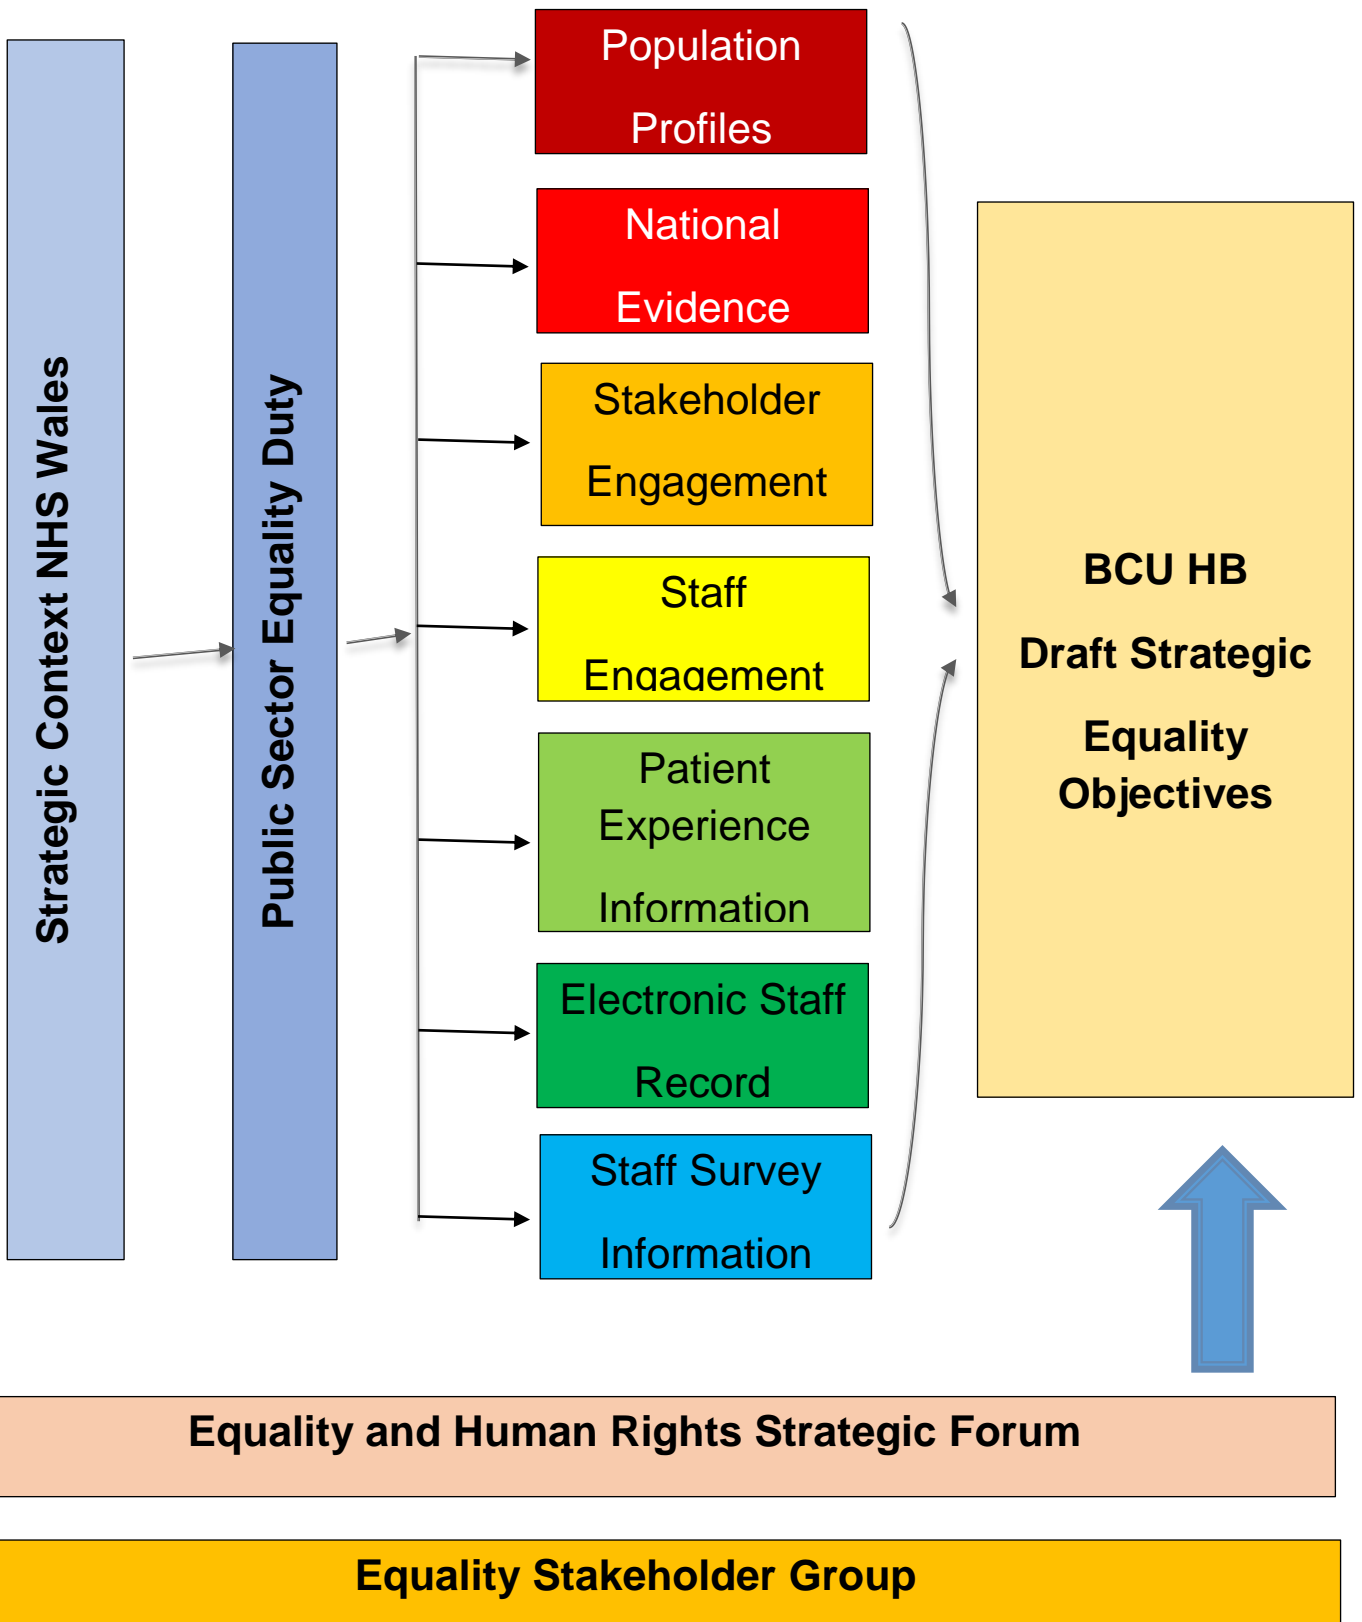 Strategic Context NHS Wales
Public Sector Equality Duty
Population
Profiles
National
Evidence
Stakeholder
Engagement
Staff
Engagement
Patient
Experience
Information
Electronic Staff
Record
Staff Survey
Information
BCU HB
Draft Strategic
Equality
Objectives
Equality and Human Rights Strategic Forum
Equality Stakeholder Group